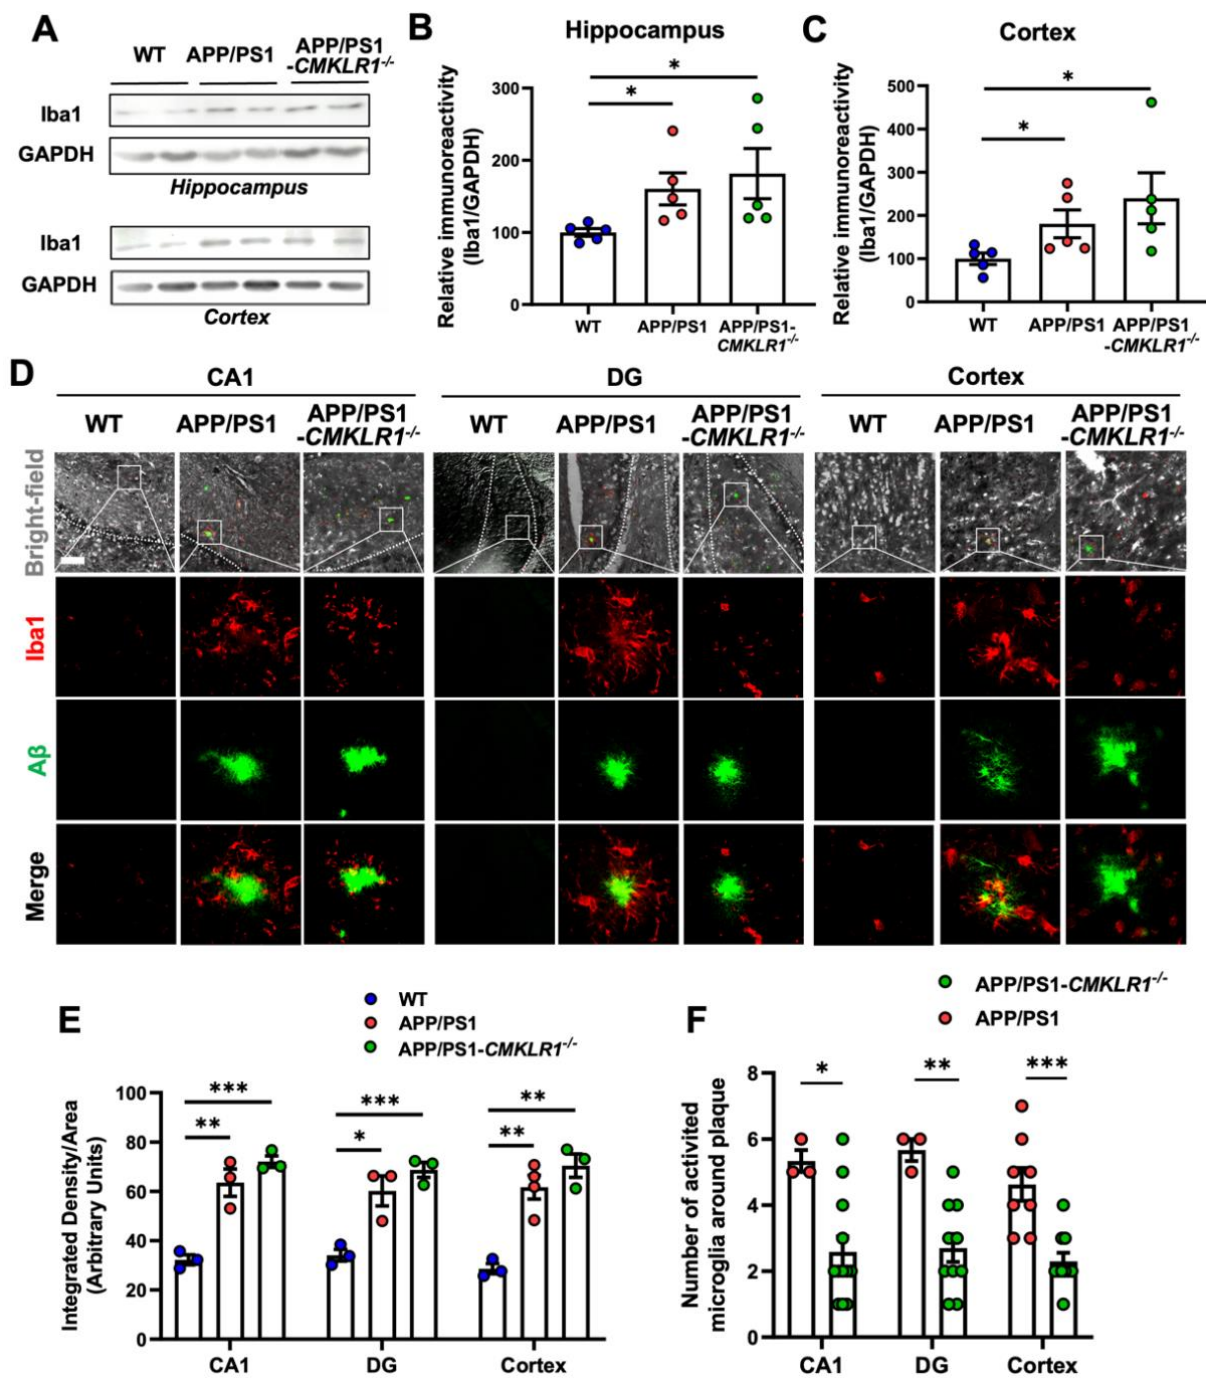 A
WT APP/PS1 APP/PS1
-CMKLR1-/-
Iba1
GAPDH
Hippocampus
Iba1
GAPDH
Cortex
B
Hippocampus
Relative immunoreactivity
(Iba1/GAPDH)
300
200
100
0
*
*
WT APP/PS1 APP/PS1-
CMKLR1-/-
C
Cortex
Relative immunoreactivity
(Iba1/GAPDH)
500
400
300
200
100
0
*
*
WT APP/PS1 APP/PS1
-CMKLR1-/-
D
CA1 DG Cortex
WT APP/PS1 APP/PS1
-CMKLR1-/-
WT APP/PS1 APP/PS1
-CMKLR1-/-
WT APP/PS1 APP/PS1
-CMKLR1-/-
Bright-field
Iba1
Aβ
Merge
E
WT
APP/PS1
APP/PS1-CMKLR1-/-
Integrated Density/Area
(Arbitrary Units)
100
80
60
40
20
0
*** *** **
** * **
CA1 DG Cortex
F
APP/PS1-CMKLR1-/-
APP/PS1
Number of activited
microglia around plaque
8
6
4
2
0
* ** ***
CA1 DG Cortex